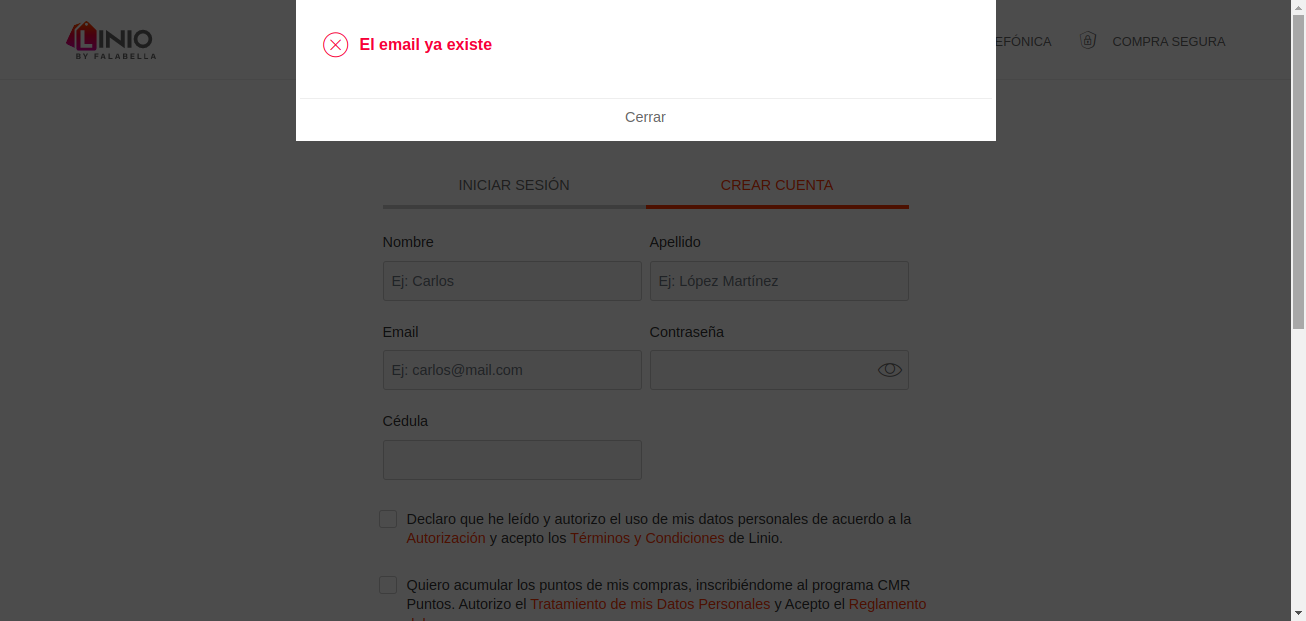 LINIO
BY FALABELLA
El email ya existe
EFÓNICA
COMPRA SEGURA
Cerrar
INICIAR SESIÓN
CREAR CUENTA
Nombre
Apellido
Ej: Carlos
Ej: López Martínez
Email
Contraseña
Ej: carlos@mail.com
Cédula
Declaro que he leído y autorizo el uso de mis datos personales de acuerdo a la
Autorización y acepto los Términos y Condiciones de Linio.
Quiero acumular los puntos de mis compras, inscribiéndome al programa CMR
Puntos. Autorizo el Tratamiento de mis Datos Personales y Acepto el Reglamento